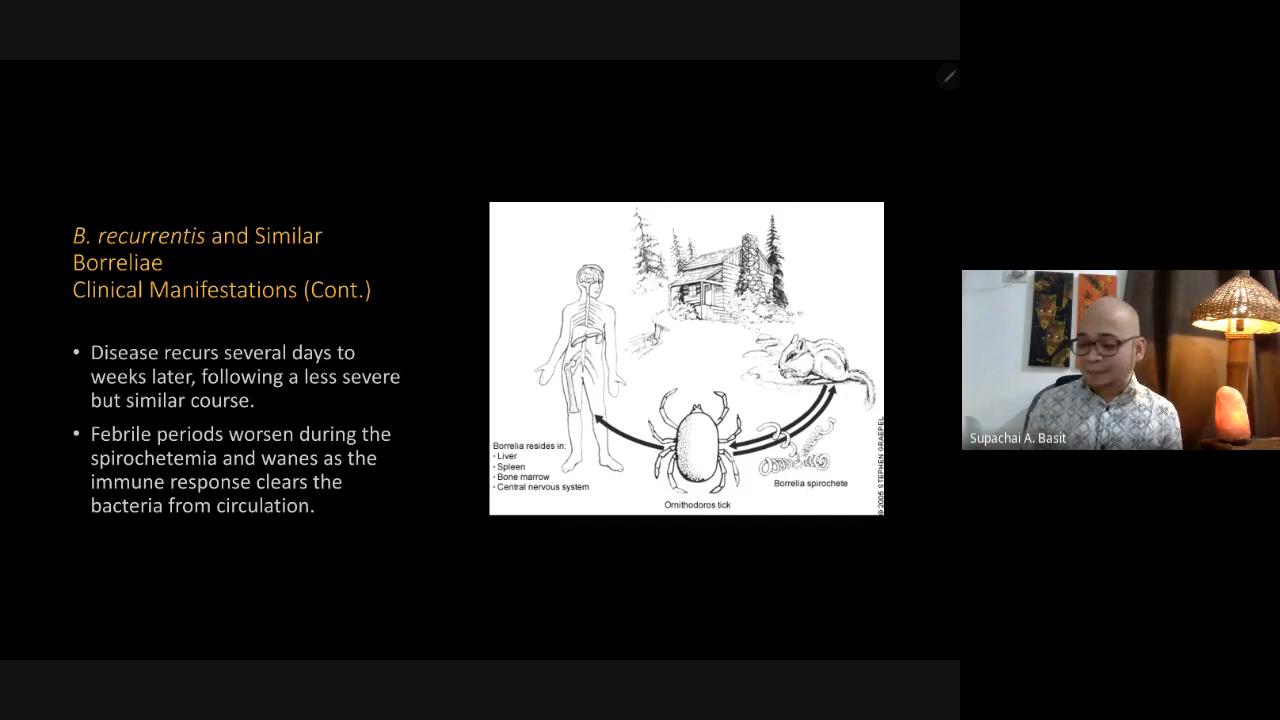 B. recurrentis and Similar
Borreliae
Clinical Manifestations (Cont.)
• Disease recurs several days to
weeks later, following a less severe
but similar course.
• Febrile periods worsen during the
spirochetemia and wanes as the
immune response clears the
bacteria from circulation.
Borrelia resides in:
· Liver
· Spleen
· Bone marrow
· Central nervous system
Ornithodoros tick
Borrelia spirochete
© 2005 STEPHEN GRAEPEL
Supachai A. Basit